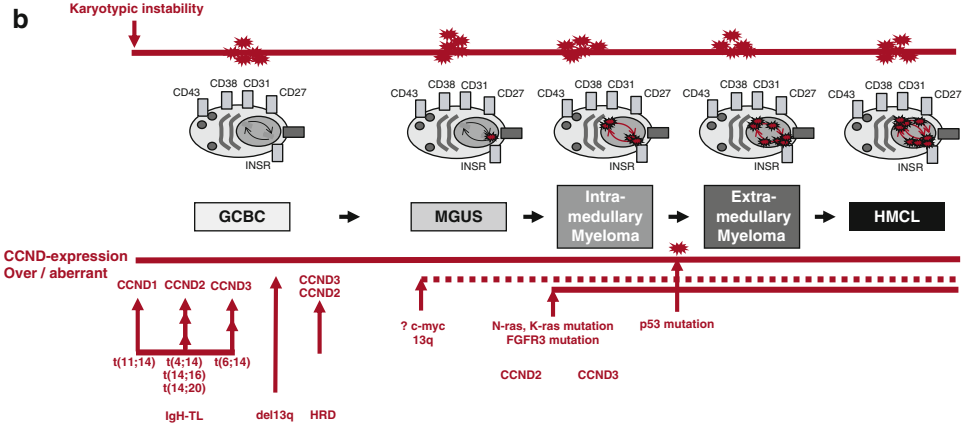 b
Karyotypic instability
CD38 CD31
CD43 CD27
INSR
CD38 CD31
CD43 CD27
INSR
CD38 CD31
CD43 CD27
INSR
CD38 CD31
CD43 CD27
INSR
CD38 CD31
CD43 CD27
INSR
GCBC
MGUS
Intra-
medullary
Myeloma
Extra-
medullary
Myeloma
HMCL
CCND-expression
Over / aberrant
CCND1 CCND2 CCND3
CCND3
CCND2
t(11;14) t(4;14) t(6;14)
t(14;16)
t(14;20)
IgH-TL
del13q
HRD
? c-myc
13q
N-ras, K-ras mutation
FGFR3 mutation
CCND2 CCND3
p53 mutation